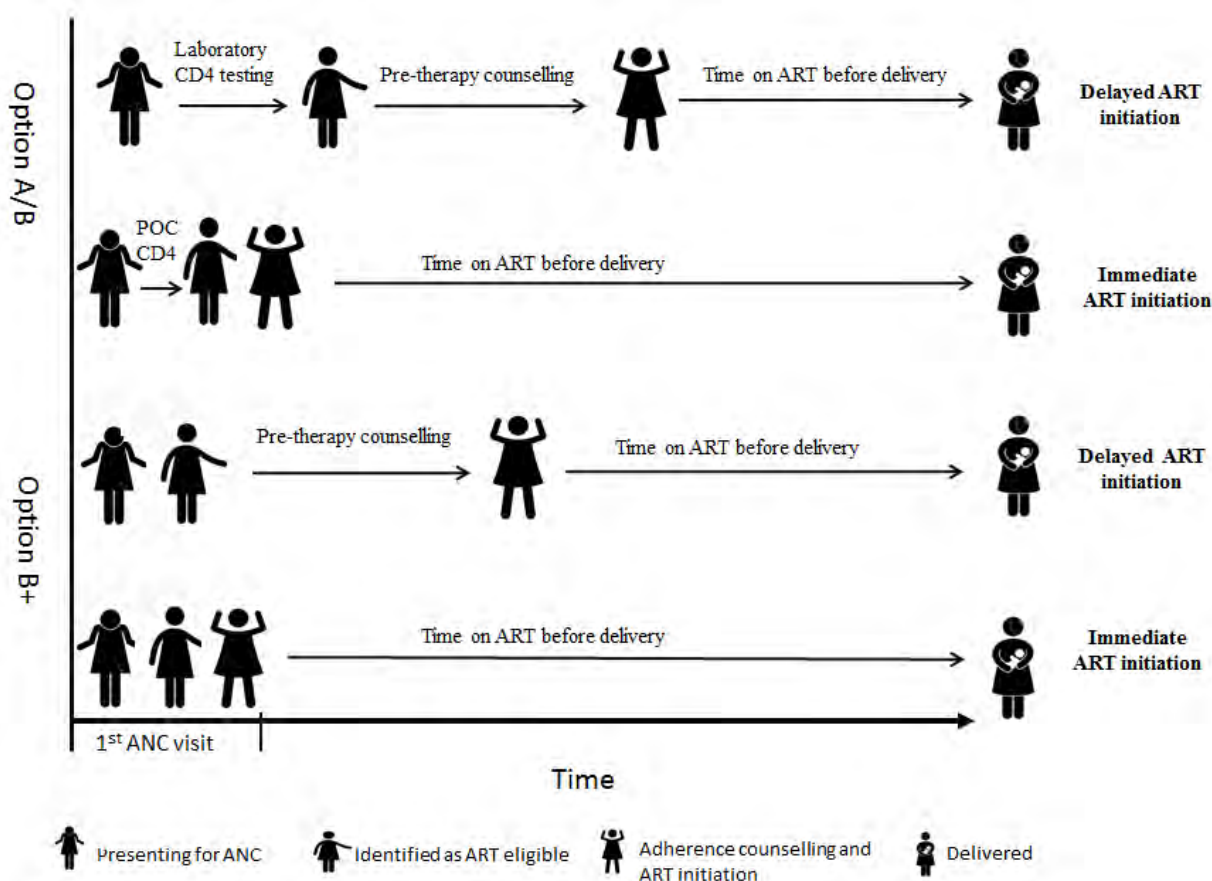 Option A/B
Laboratory
CD4 testing
Pre-therapy counselling
Time on ART before delivery
Delayed ART
initiation
POC
CD4
Time on ART before delivery
Immediate
ART initiation
Option B+
Pre-therapy counselling
Time on ART before delivery
Delayed ART
initiation
Time on ART before delivery
Immediate
ART initiation
1st ANC visit
Time
Presenting for ANC
Identified as ART eligible
Adherence counselling and
ART initiation
Delivered